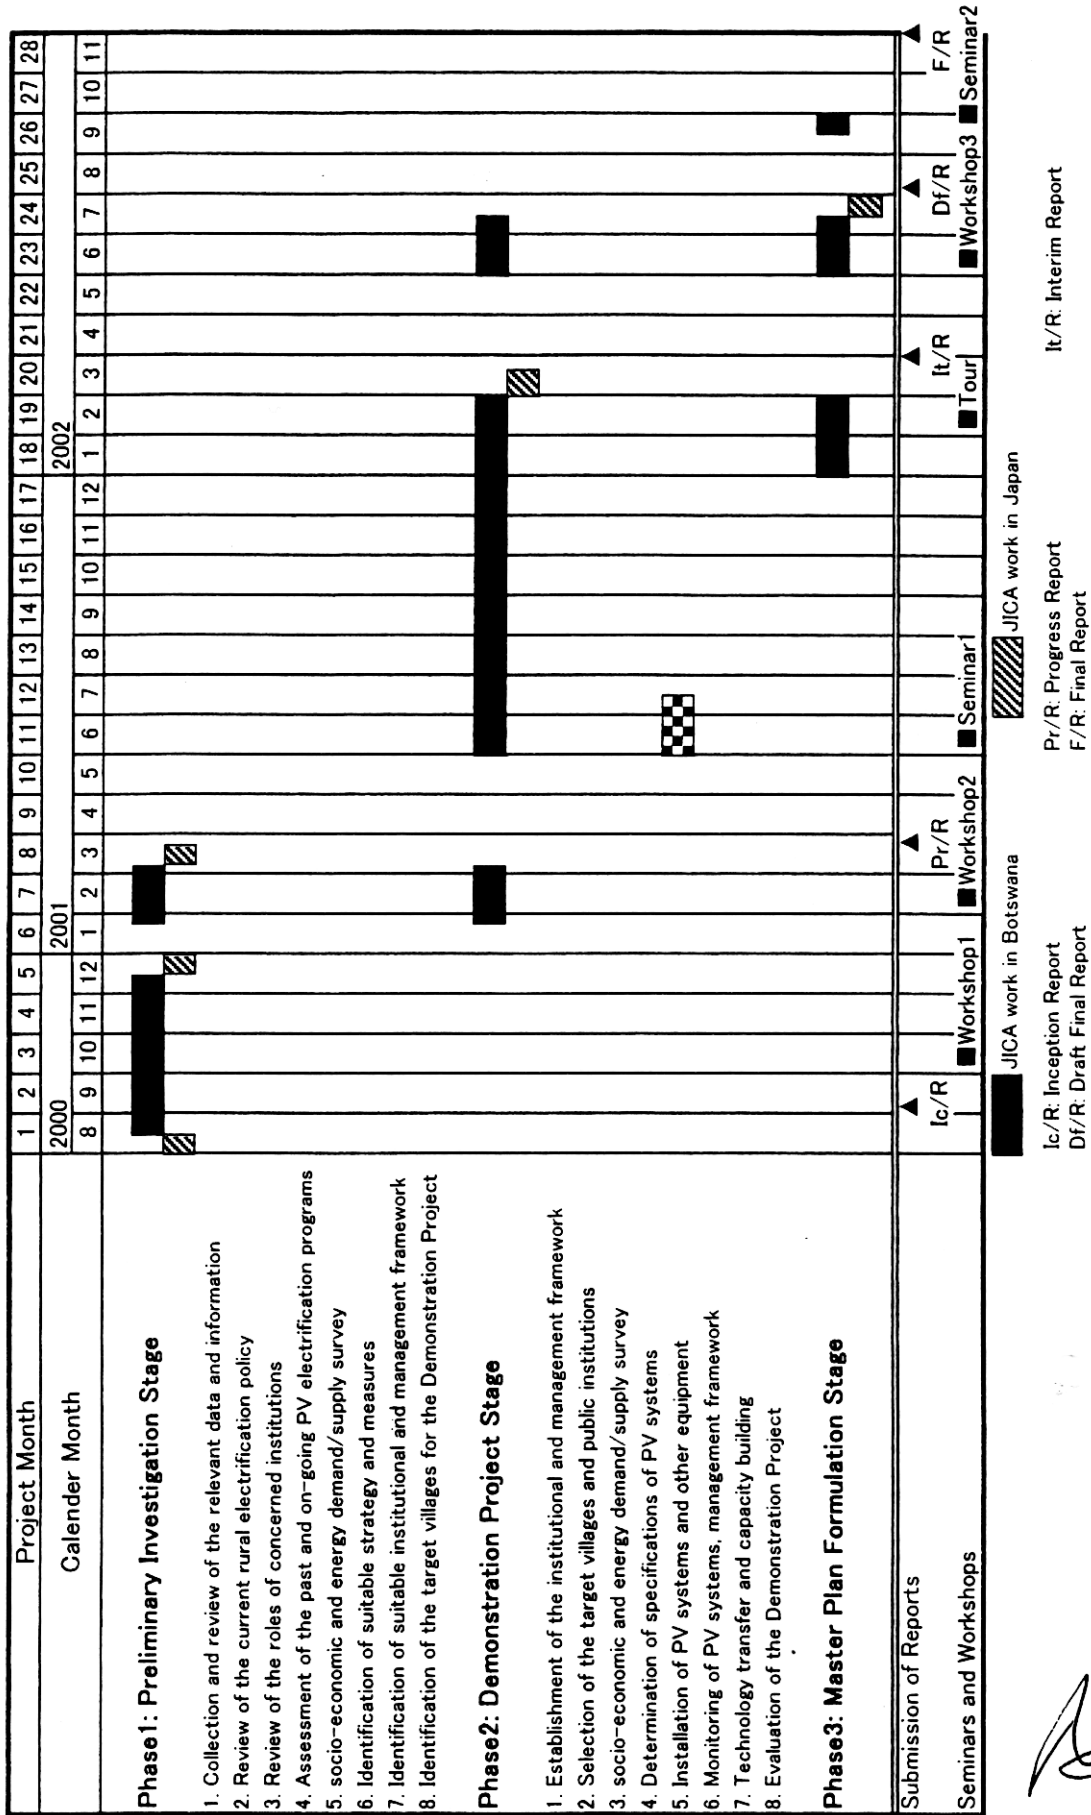 Project Month 1 2 3 4 5 6 7 8 9 10 11 12 13 14 15 16 17 18 19 20 21 22 23 24 25 26 27 28
Calender Month 2000 2001 2002
8 9 10 11 12 1 2 3 4 5 6 7 8 9 10 11 12 1 2 3 4 5 6 7 8 9 10 11
Phase1: Preliminary Investigation Stage
1. Collection and review of the relevant data and information
2. Review of the current rural electrification policy
3. Review of the roles of concerned institutions
4. Assessment of the past and on-going PV electrification programs
5. socio-economic and energy demand/supply survey
6. Identification of suitable strategy and measures
7. Identification of suitable institutional and management framework
8. Identification of the target villages for the Demonstration Project
Phase2: Demonstration Project Stage
1. Establishment of the institutional and management framework
2. Selection of the target villages and public institutions
3. socio-economic and energy demand/supply survey
4. Determination of specifications of PV systems
5. Installation of PV systems and other equipment
6. Monitoring of PV systems, management framework
7. Technology transfer and capacity building
8. Evaluation of the Demonstration Project
Phase3: Master Plan Formulation Stage
Submission of Reports
Ic/R Pr/R It/R Df/R F/R
Seminars and Workshops
Workshop1 Workshop2 Seminar1 Tour Workshop3 Seminar2
JICA work in Botswana JICA work in Japan
Ic/R: Inception Report Pr/R: Progress Report It/R: Interim Report
Df/R: Draft Final Report F/R: Final Report